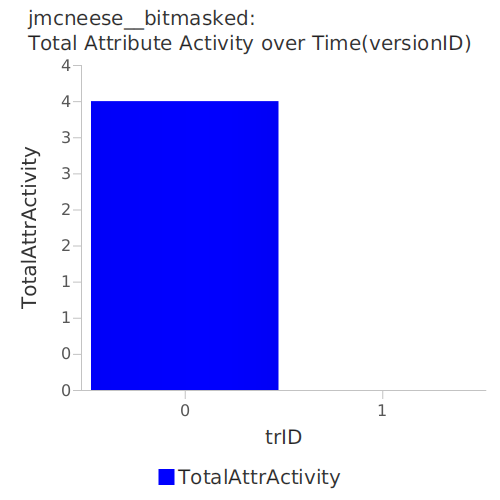 jmcneese__bitmasked:
Total Attribute Activity over Time(versionID)
4
4
3
3
2
2
1
1
0
0
TotalAttrActivity
0 1
trID
TotalAttrActivity